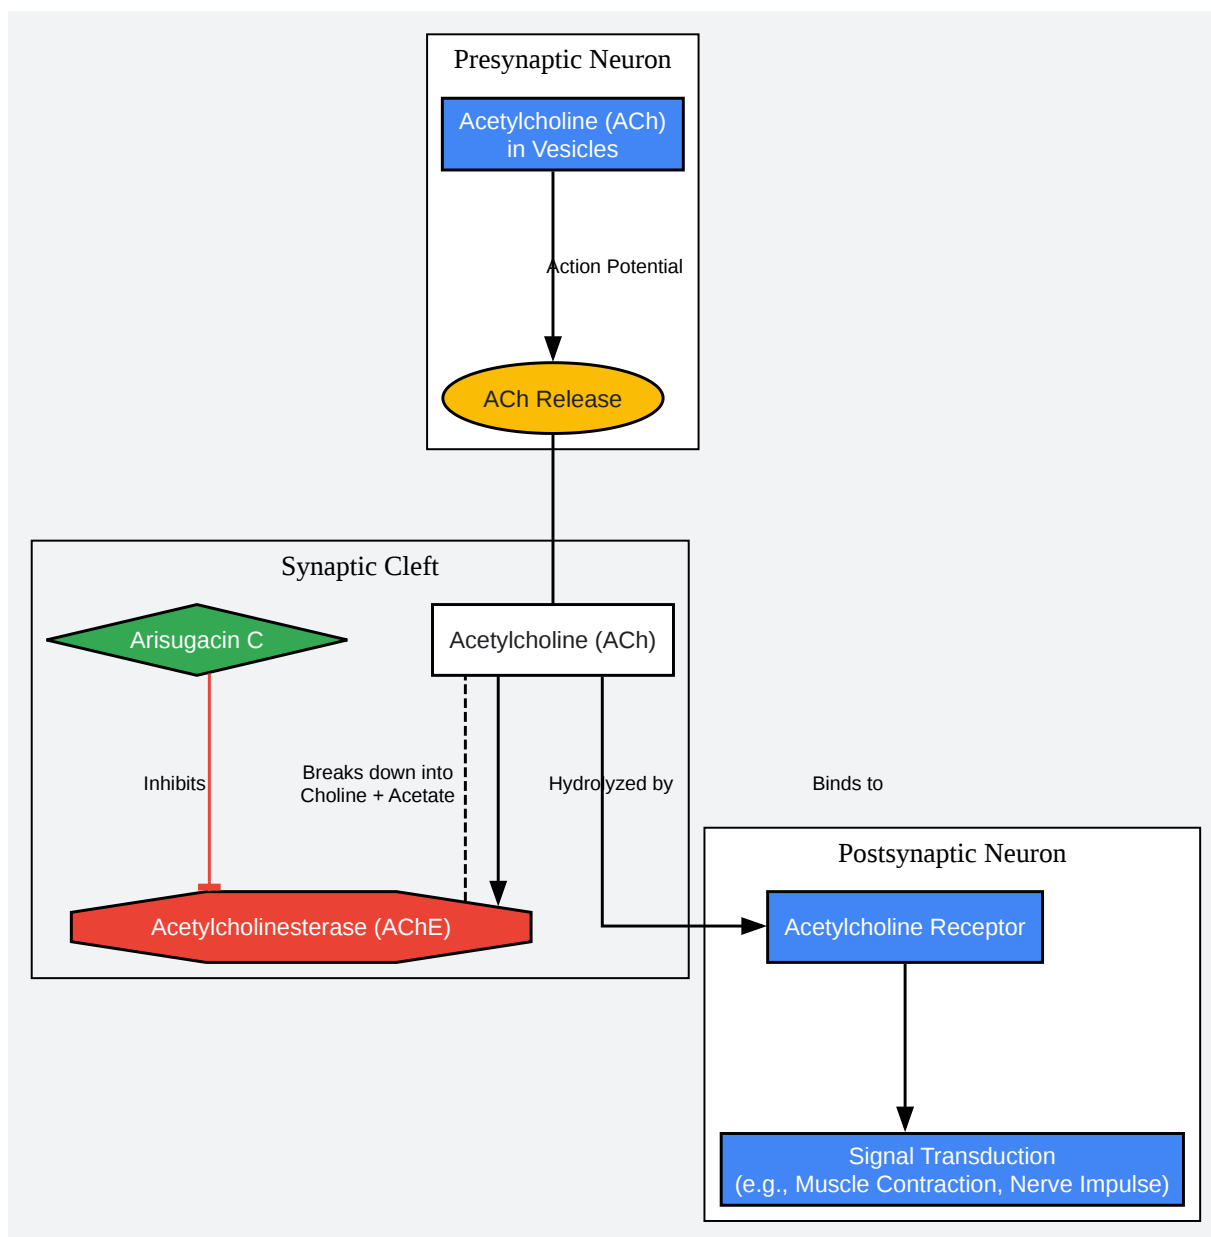 Presynaptic Neuron
Acetylcholine (ACh)
in Vesicles
Action Potential
ACh Release
Synaptic Cleft
Arisugacin C
Acetylcholine (ACh)
Inhibits
Breaks down into
Choline + Acetate
Hydrolyzed by
Binds to
Postsynaptic Neuron
Acetylcholinesterase (AChE)
Acetylcholine Receptor
Signal Transduction
(e.g., Muscle Contraction, Nerve Impulse)